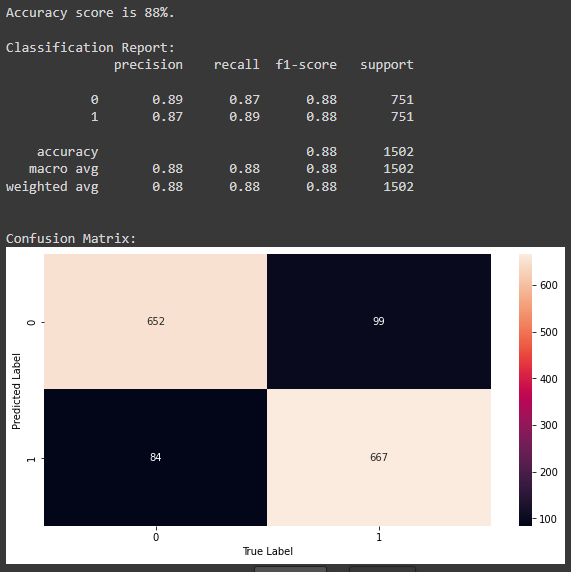 Accuracy score is 88%.
Classification Report:
precision recall f1-score support
0 0.89 0.87 0.88 751
1 0.87 0.89 0.88 751
accuracy 0.88 1502
macro avg 0.88 0.88 0.88 1502
weighted avg 0.88 0.88 0.88 1502
Confusion Matrix:
Predicted Label
0
1
652 99
84 667
0 1
True Label
600
500
400
300
200
100